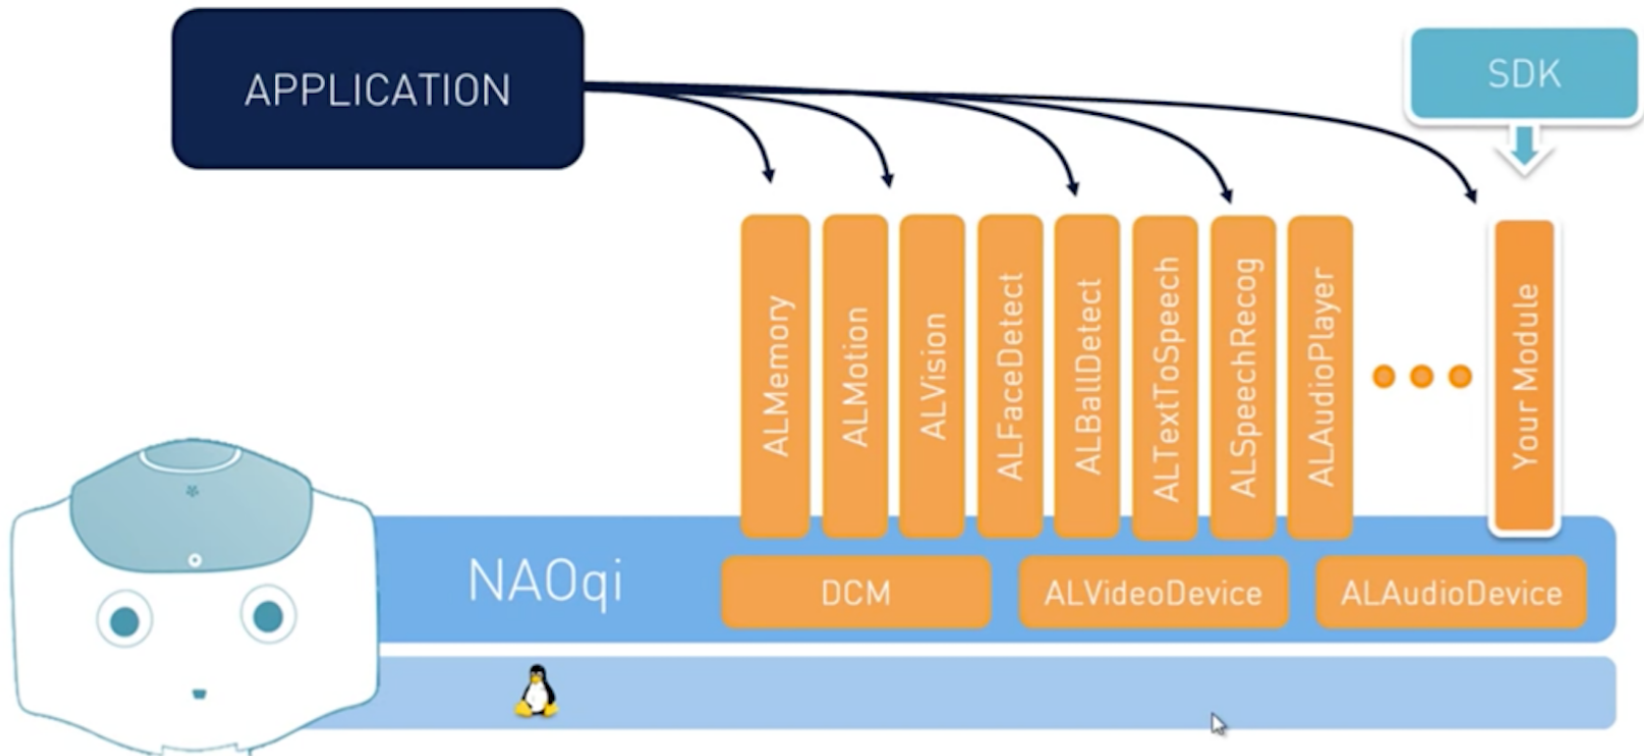 APPLICATION
SDK
ALMemory
ALMotion
ALVision
ALFaceDetect
ALBallDetect
ALTextToSpeech
ALSpeechRecog
ALAudioPlayer
Your Module
NAOqi
DCM
ALVideoDevice
ALAudioDevice